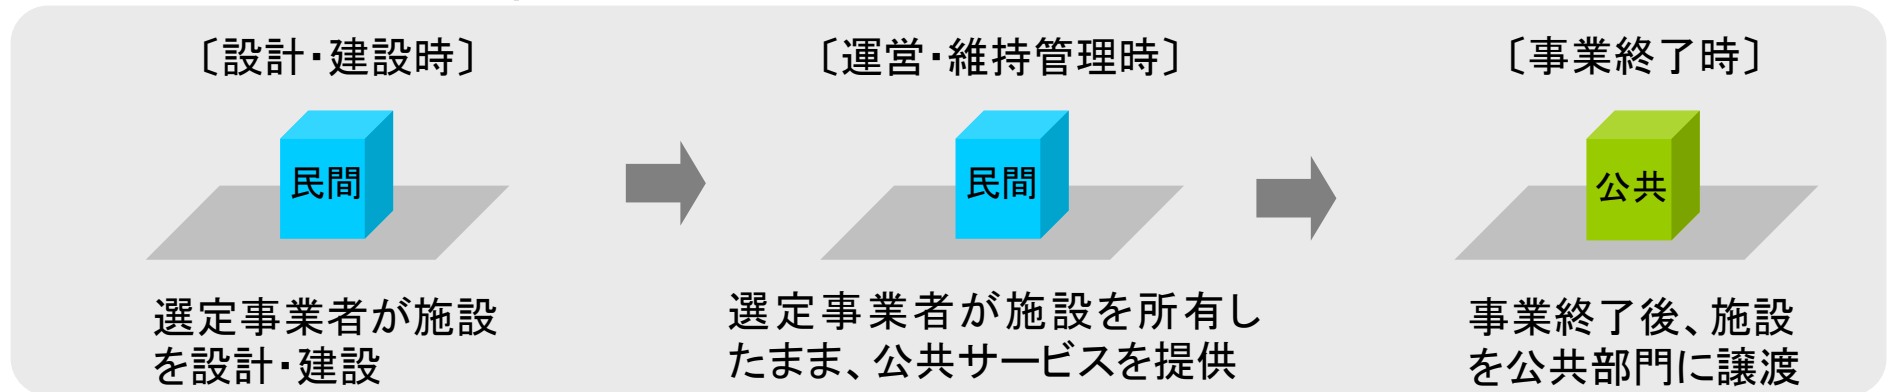 〔設計・建設時〕
〔運営・維持管理時〕
〔事業終了時〕
民間
民間
公共
選定事業者が施設
を設計・建設
選定事業者が施設を所有し
たまま、公共サービスを提供
事業終了後、施設
を公共部門に譲渡